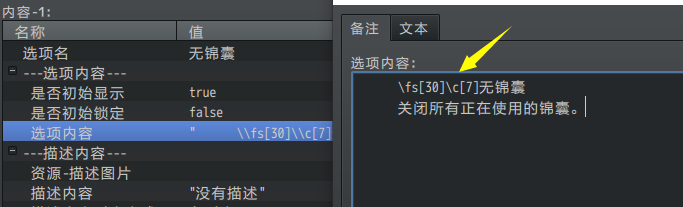 内容-1:
名称 值
选项名 无锦囊
---选项内容---
是否初始显示 true
是否初始锁定 false
选项内容 " \\fs[30]\\c[7]
---描述内容---
资源-描述图片
描述内容 "没有描述"
备注 文本
选项内容:
\fs[30]\c[7]无锦囊
关闭所有正在使用的锦囊。